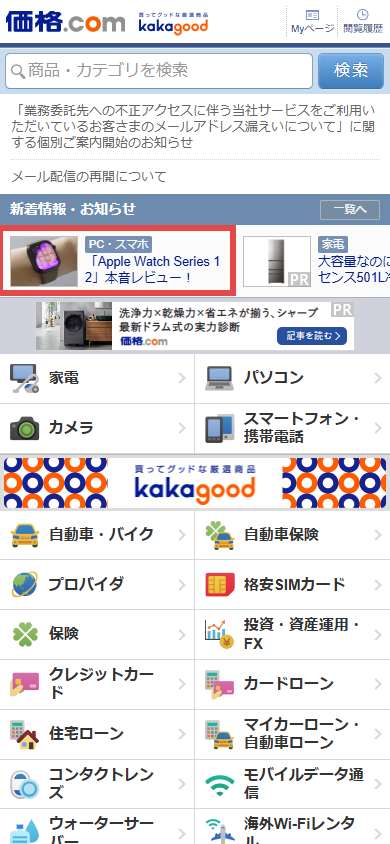 価格.com
買ってグッドな厳選商品
kakagood
Myページ
閲覧履歴
商品・カテゴリを検索
検索
「業務委託先への不正アクセスに伴う当社サービスをご利用い
ただいているお客さまのメールアドレス漏えいについて」に関
する個別ご案内開始のお知らせ
メール配信の再開について
新着情報・お知らせ
一覧へ
PC・スマホ
「Apple Watch Series 1
2」本音レビュー！
PR
家電
大容量なのに
センス501L冷
洗浄力×乾燥力×省エネが揃う、シャープ
最新ドラム式の実力診断
価格.com
PR
記事を読む
家電
パソコン
カメラ
スマートフォン・
携帯電話
買ってグッドな厳選商品
kakagood
自動車・バイク
自動車保険
プロバイダ
格安SIMカード
保険
投資・資産運用・
FX
クレジットカー
ド
カードローン
住宅ローン
マイカーローン・
自動車ローン
コンタクトレン
ズ
モバイルデータ通
信
ウォーターサー
バー
海外Wi-Fiレンタ
ル